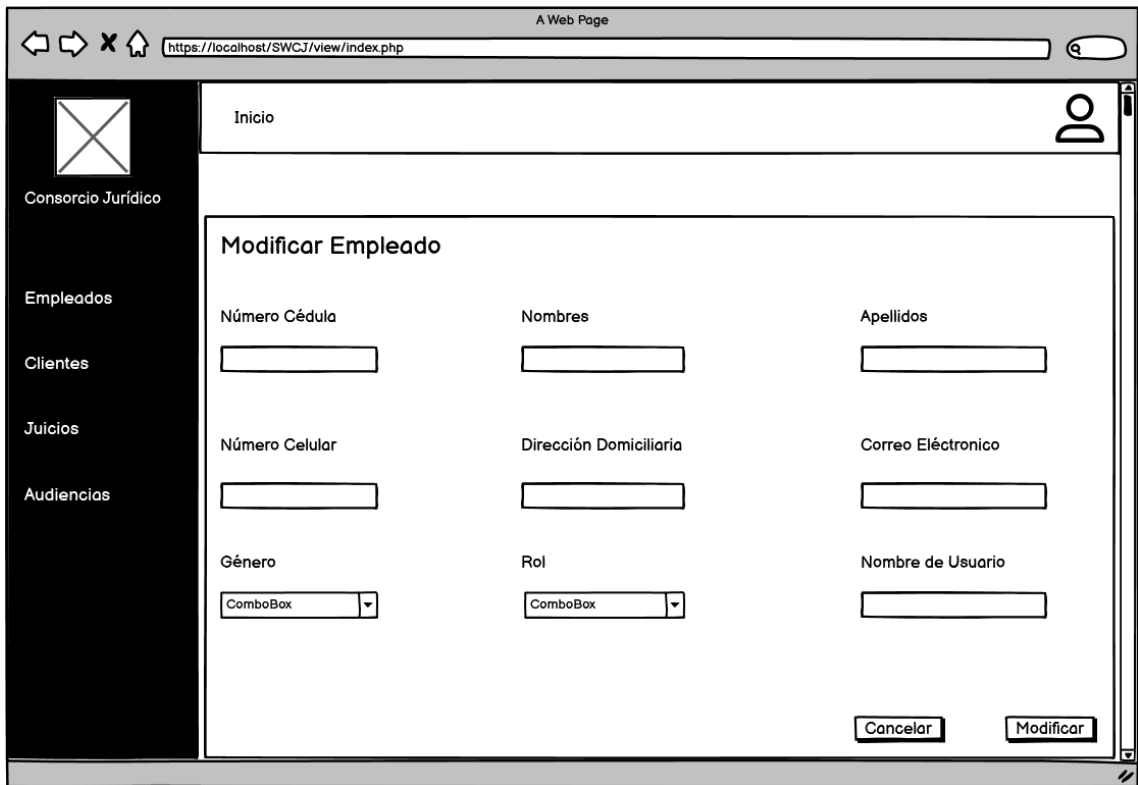 A Web Page
https://localhost/SWCJ/view/index.php
Inicio
Consorcio Jurídico
Empleados
Clientes
Juicios
Audiencias
Modificar Empleado
Número Cédula
Nombres
Apellidos
Número Celular
Dirección Domiciliaria
Correo Eléctronico
Género
Rol
Nombre de Usuario
ComboBox
ComboBox
Cancelar
Modificar